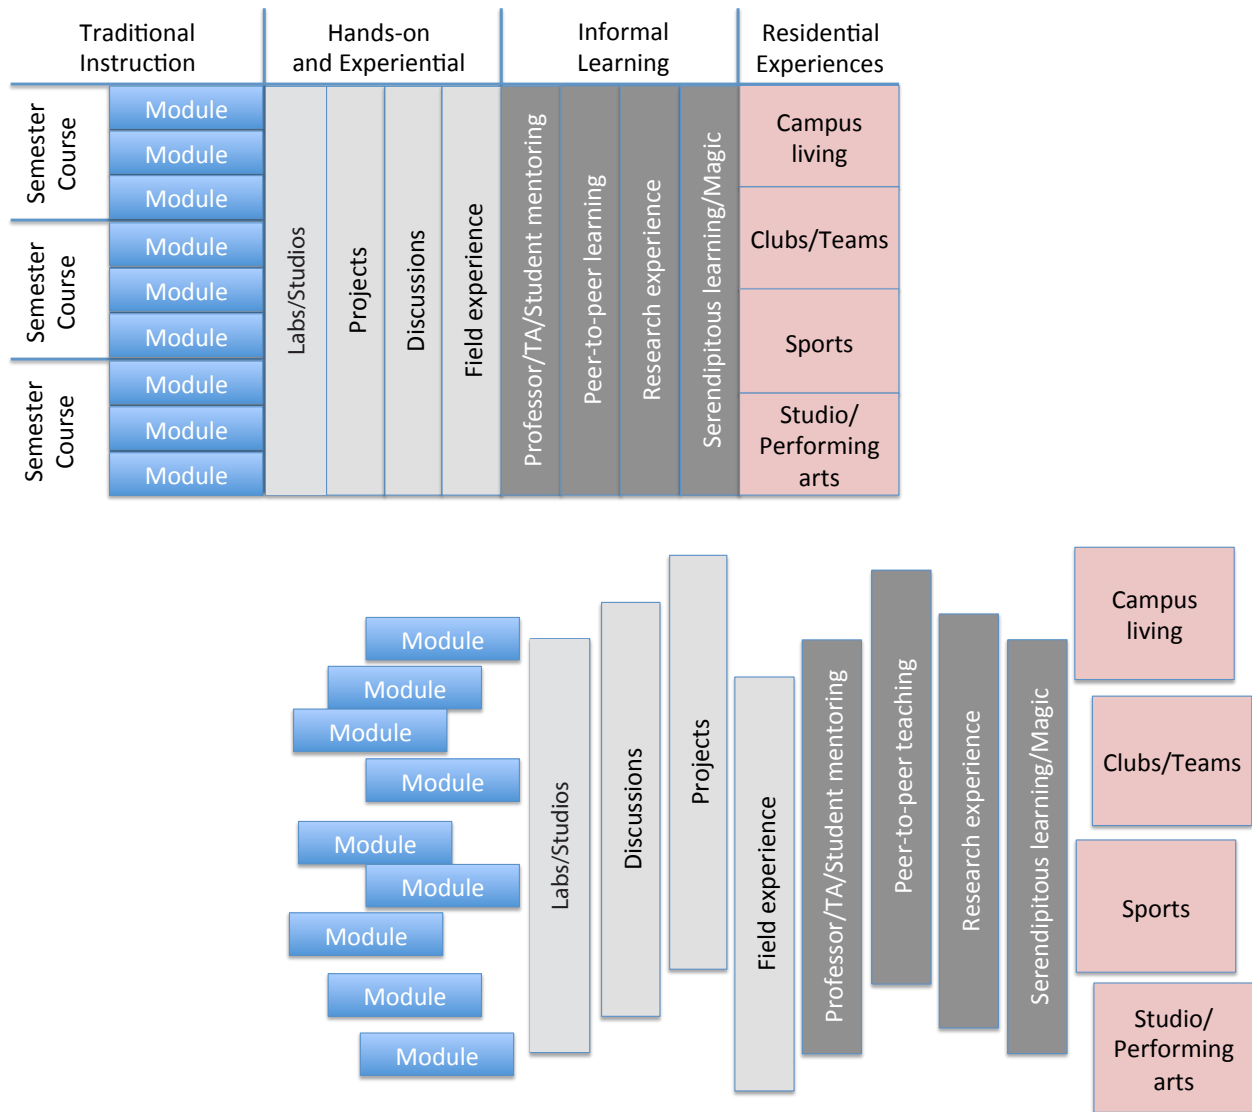 Traditional
Instruction
Hands-on
and Experiential
Informal
Learning
Residential
Experiences
Semester
Course
Semester
Course
Semester
Course
Module
Module
Module
Module
Module
Module
Module
Module
Module
Labs/Studios
Projects
Discussions
Field experience
Professor/TA/Student mentoring
Peer-to-peer learning
Research experience
Serendipitous learning/Magic
Campus
living
Clubs/Teams
Sports
Studio/
Performing
arts
Module
Module
Module
Module
Module
Module
Module
Module
Module
Labs/Studios
Discussions
Projects
Field experience
Professor/TA/Student mentoring
Peer-to-peer teaching
Research experience
Serendipitous learning/Magic
Campus
living
Clubs/Teams
Sports
Studio/
Performing
arts